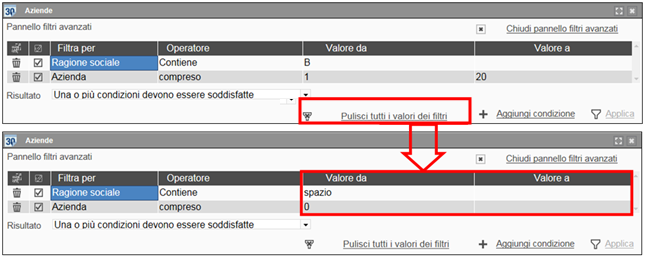 Aziende
Pannello filtri avanzati Chiudi pannello filtri avanzati
Filtra per Operatore Valore da Valore a
Ragione sociale Contiene B
Azienda compreso 1 20
Risultato Una o più condizioni devono essere soddisfatte
Pulisci tutti i valori dei filtri Aggiungi condizione Applica
Aziende
Pannello filtri avanzati Chiudi pannello filtri avanzati
Filtra per Operatore Valore da Valore a
Ragione sociale Contiene spazio
Azienda compreso 0
Risultato Una o più condizioni devono essere soddisfatte
Pulisci tutti i valori dei filtri Aggiungi condizione Applica